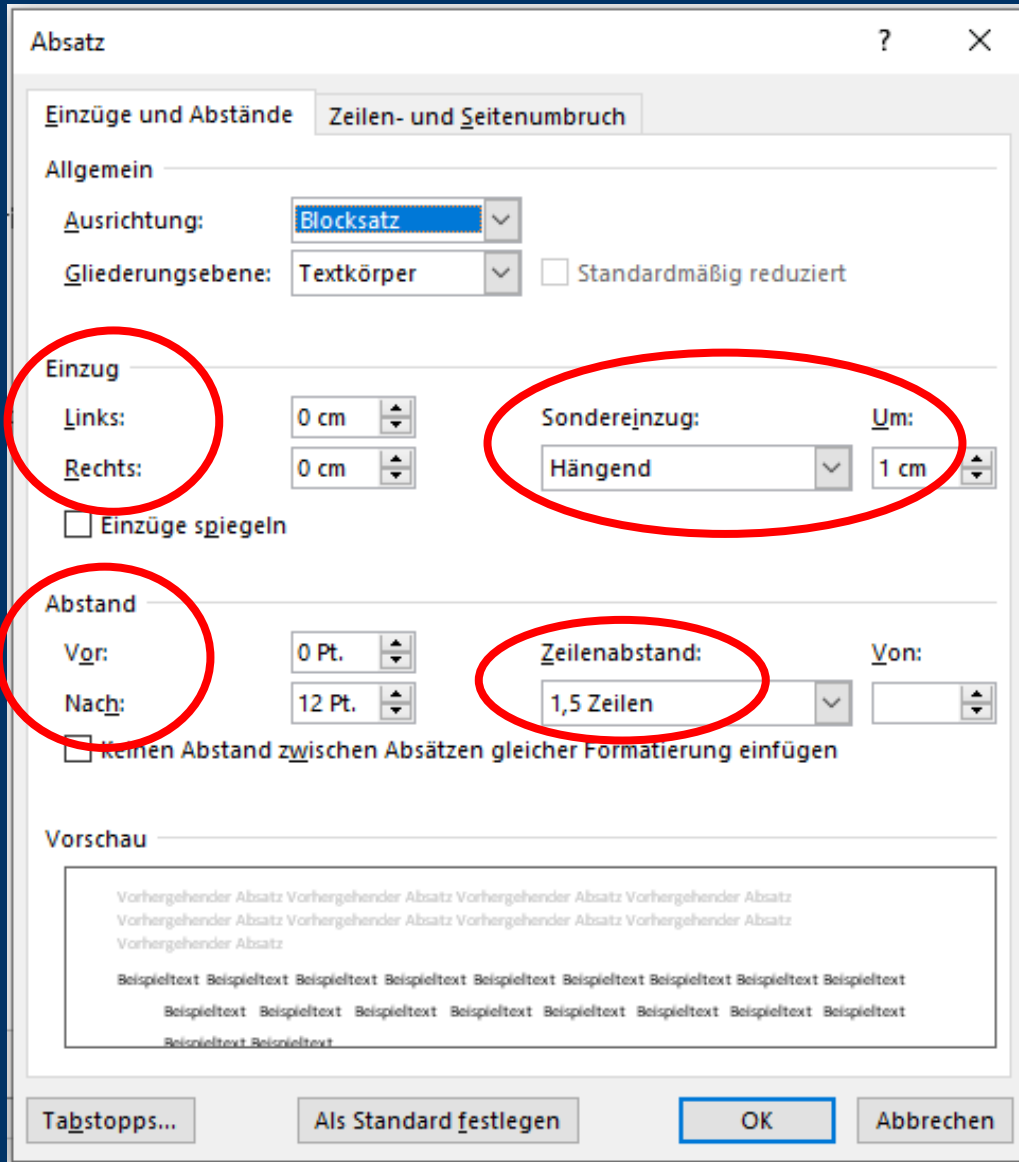 Absatz ?
Einzüge und Abstände Zeilen- und Seitenumbruch
Allgemein
Ausrichtung: Blocksatz
Gliederungsebene: Textkörper Standardmäßig reduziert
Einzug
Links: 0 cm Sondereinzug: Um:
Rechts: 0 cm Hängend 1 cm
Einzüge spiegeln
Abstand
Vor: 0 Pt. Zeilenabstand: Von:
Nach: 12 Pt. 1,5 Zeilen
Keinen Abstand zwischen Absätzen gleicher Formatierung einfügen
Vorschau
Vorhergehender Absatz Vorhergehender Absatz Vorhergehender Absatz Vorhergehender Absatz
Vorhergehender Absatz Vorhergehender Absatz Vorhergehender Absatz Vorhergehender Absatz
Vorhergehender Absatz
Beispieltext Beispieltext Beispieltext Beispieltext Beispieltext Beispieltext Beispieltext Beispieltext Beispieltext
Beispieltext Beispieltext Beispieltext Beispieltext Beispieltext Beispieltext Beispieltext Beispieltext
Beispieltext Beispieltext
Tabstopps... Als Standard festlegen OK Abbrechen